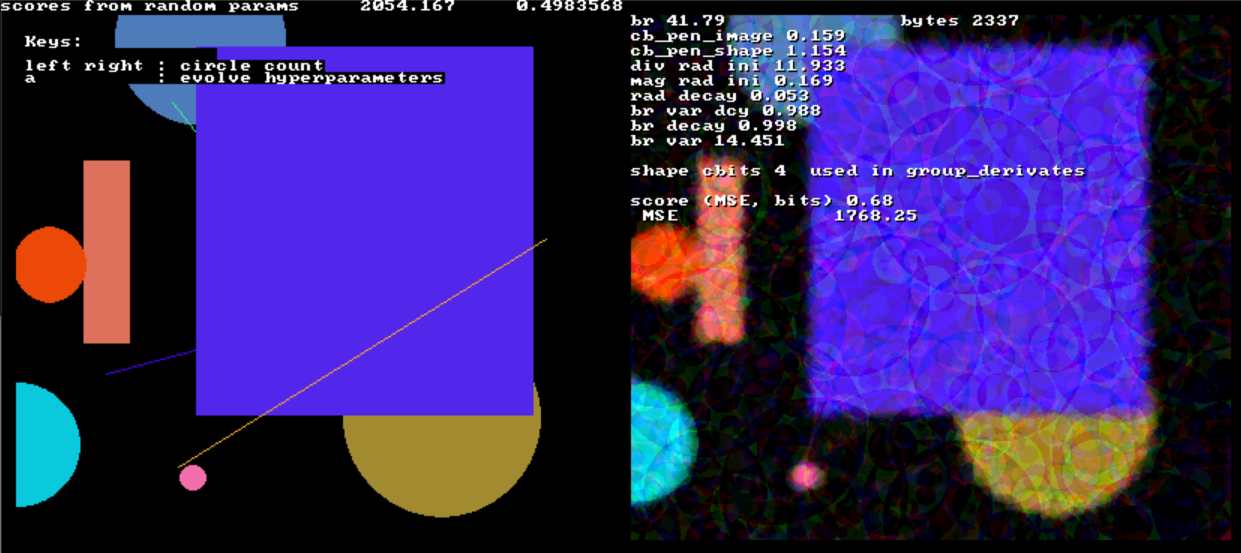 scores from random params 2054.167 0.4983568
Keys:
left right : circle count
a : evolve hyperparameters
br 41.79 bytes 2337
cb_pen_image 0.159
cb_pen_shape 1.154
div rad ini 11.933
mag rad ini 0.169
rad decay 0.053
br var dcy 0.988
br decay 0.998
br var 14.451
shape cbits 4 used in group_derivates
score (MSE, bits) 0.68
MSE 1768.25